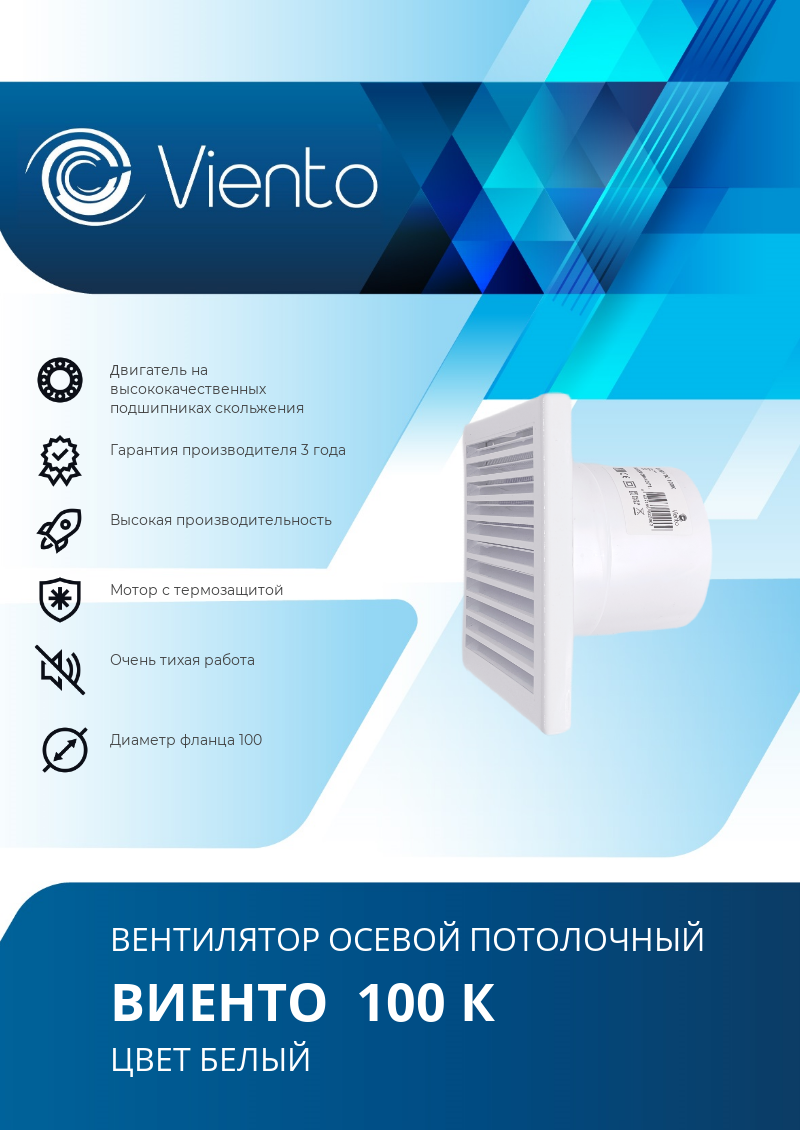 Viento
Двигатель на
высококачественных
подшипниках скольжения
Гарантия производителя 3 года
Высокая производительность
Мотор с термозащитой
Очень тихая работа
Диаметр фланца 100
ВЕНТИЛЯТОР ОСЕВОЙ ПОТОЛОЧНЫЙ
ВИЕНТО 100 К
ЦВЕТ БЕЛЫЙ